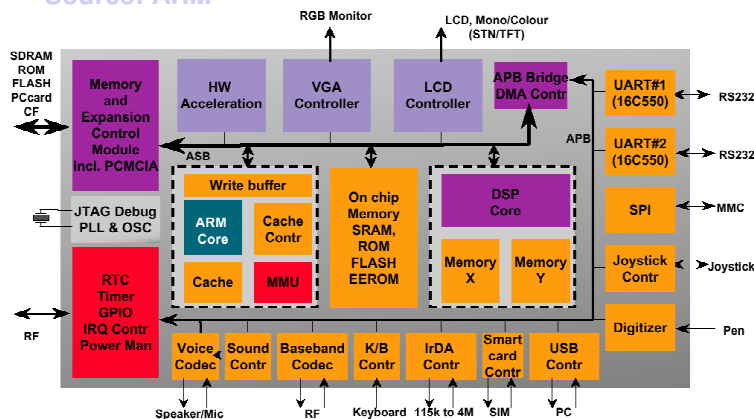 Source: ARM
RGB Monitor
LCD, Mono/Colour
(STN/TFT)
SDRAM
ROM
FLASH
PCcard
CF
Memory
and
Expansion
Control
Module
incl. PCMCIA
HW
Acceleration
VGA
Controller
LCD
Controller
APB Bridge
DMA Contr
UART#1
(16C550)
RS232
ASB
APB
UART#2
(16C550)
RS232
Write buffer
ARM
Core
Cache
Contr
Cache
MMU
On chip
Memory
SRAM,
ROM
FLASH
EEROM
DSP
Core
Memory
X
Memory
Y
SPI
MMC
JTAG Debug
PLL & OSC
Joystick
Contr
Joystick
RTC
Timer
GPIO
IRQ Contr
Power Man
RF
Digitizer
Pen
Voice
Codec
Sound
Contr
Baseband
Codec
K/B
Contr
IrDA
Contr
Smart
card
Contr
USB
Contr
Speaker/Mic
RF
Keyboard
115k to 4M
SIM
PC